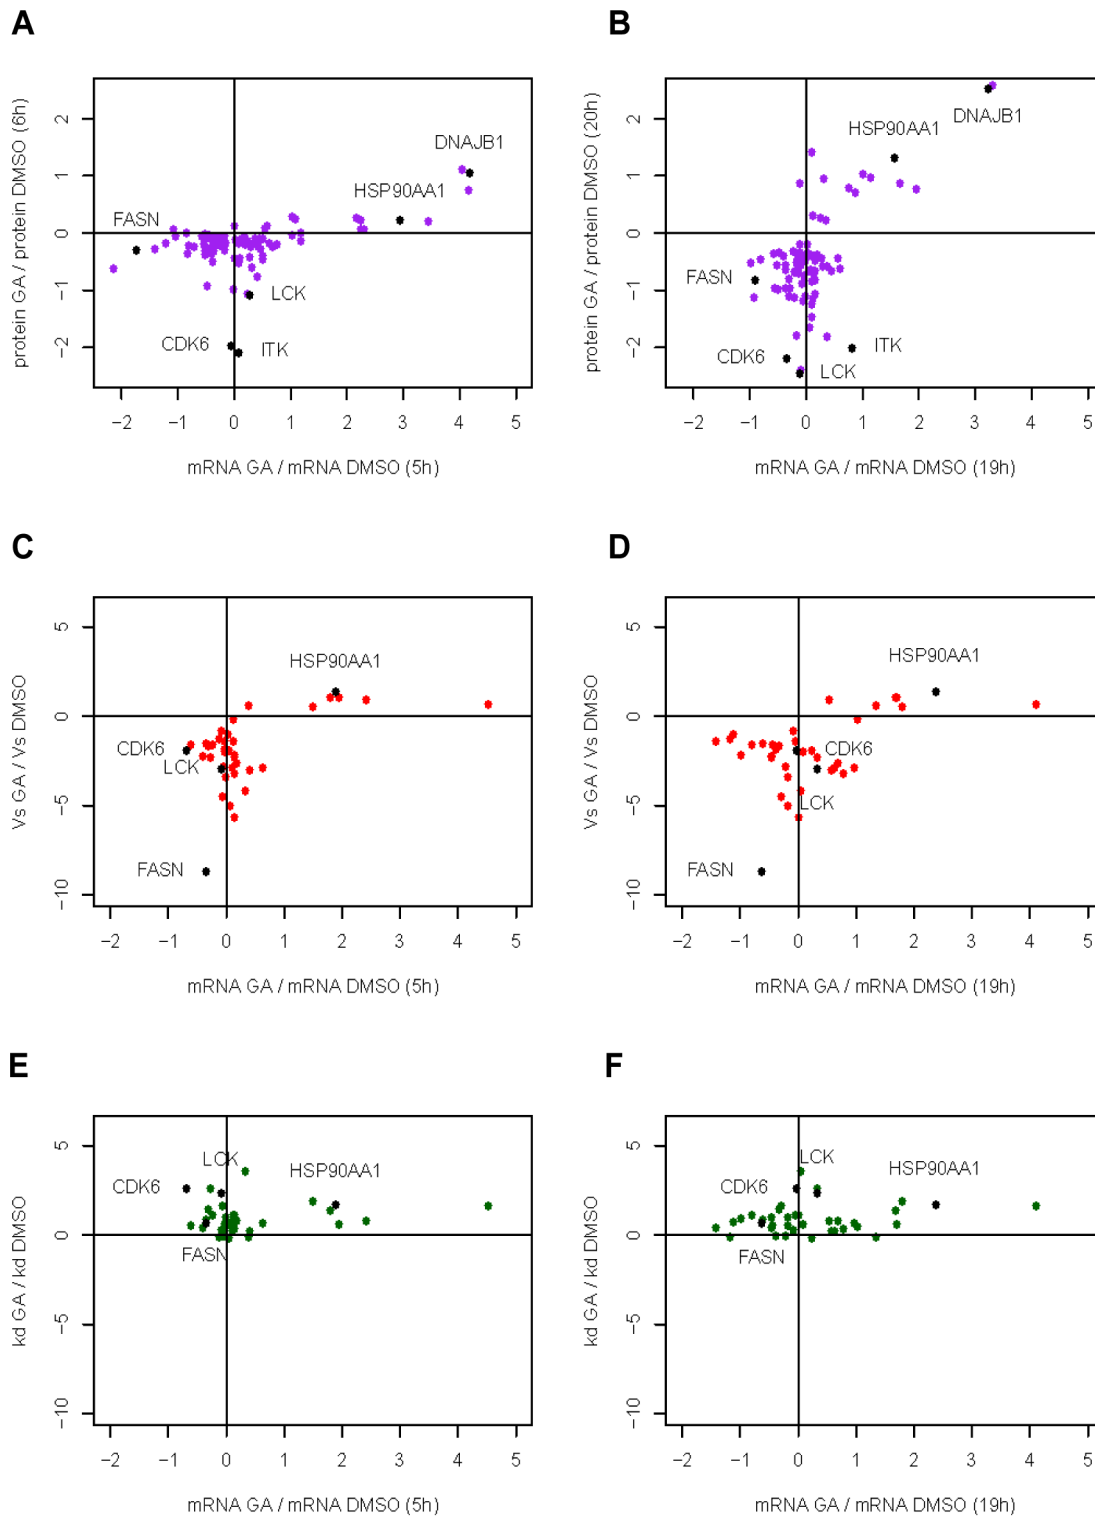 A
protein GA / protein DMSO (6h)
2
1
0
−1
−2
DNAJB1
HSP90AA1
FASN
LCK
CDK6
ITK
−2 −1 0 1 2 3 4 5
mRNA GA / mRNA DMSO (5h)
B
protein GA / protein DMSO (20h)
2
1
0
−1
−2
DNAJB1
HSP90AA1
FASN
ITK
CDK6
LCK
−2 −1 0 1 2 3 4 5
mRNA GA / mRNA DMSO (19h)
C
Vs GA / Vs DMSO
5
0
−5
−10
HSP90AA1
CDK6
LCK
FASN
−2 −1 0 1 2 3 4 5
mRNA GA / mRNA DMSO (5h)
D
Vs GA / Vs DMSO
5
0
−5
−10
HSP90AA1
CDK6
LCK
FASN
−2 −1 0 1 2 3 4 5
mRNA GA / mRNA DMSO (19h)
E
kd GA / kd DMSO
5
0
−5
−10
LCK
HSP90AA1
CDK6
FASN
−2 −1 0 1 2 3 4 5
mRNA GA / mRNA DMSO (5h)
F
kd GA / kd DMSO
5
0
−5
−10
LCK
HSP90AA1
CDK6
FASN
−2 −1 0 1 2 3 4 5
mRNA GA / mRNA DMSO (19h)